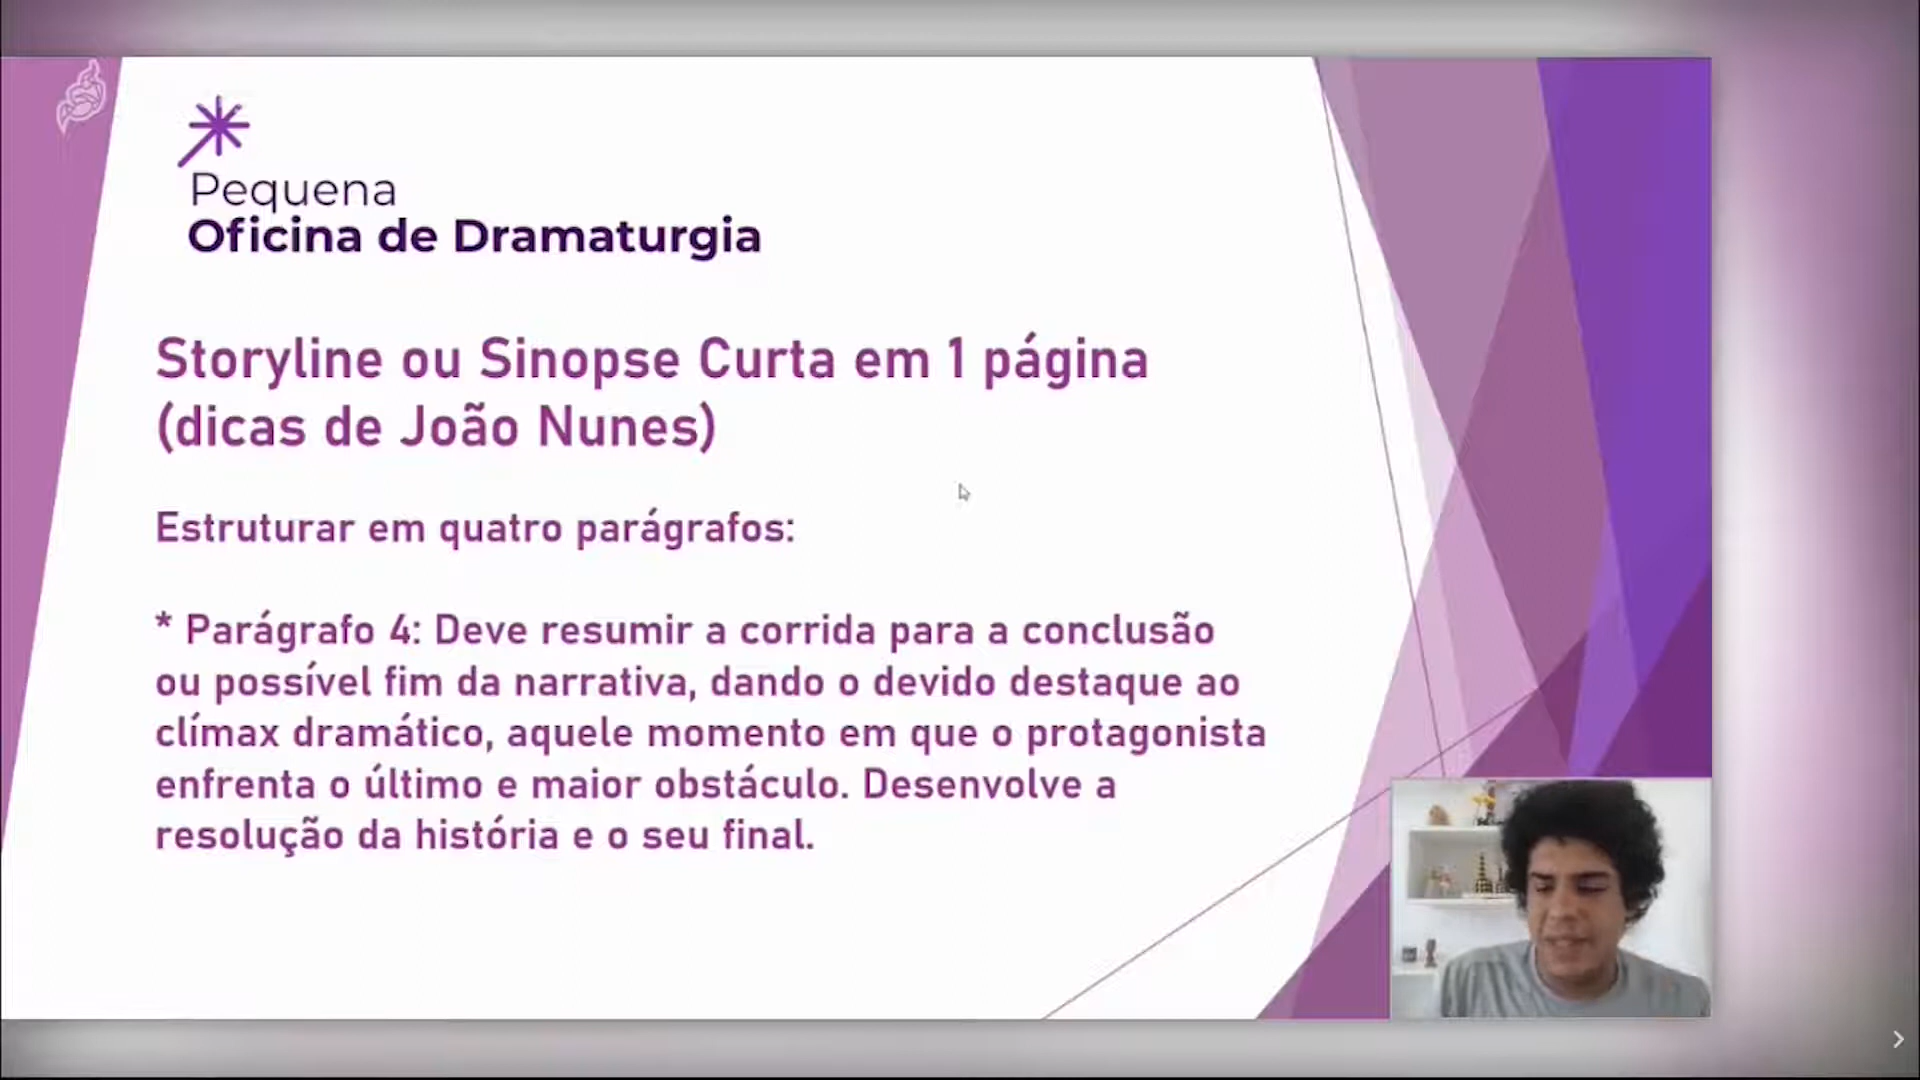 Pequena
Oficina de Dramaturgia
Storyline ou Sinopse Curta em 1 página
(dicas de João Nunes)
Estruturar em quatro parágrafos:
* Parágrafo 4: Deve resumir a corrida para a conclusão
ou possível fim da narrativa, dando o devido destaque ao
clímax dramático, aquele momento em que o protagonista
enfrenta o último e maior obstáculo. Desenvolve a
resolução da história e o seu final.